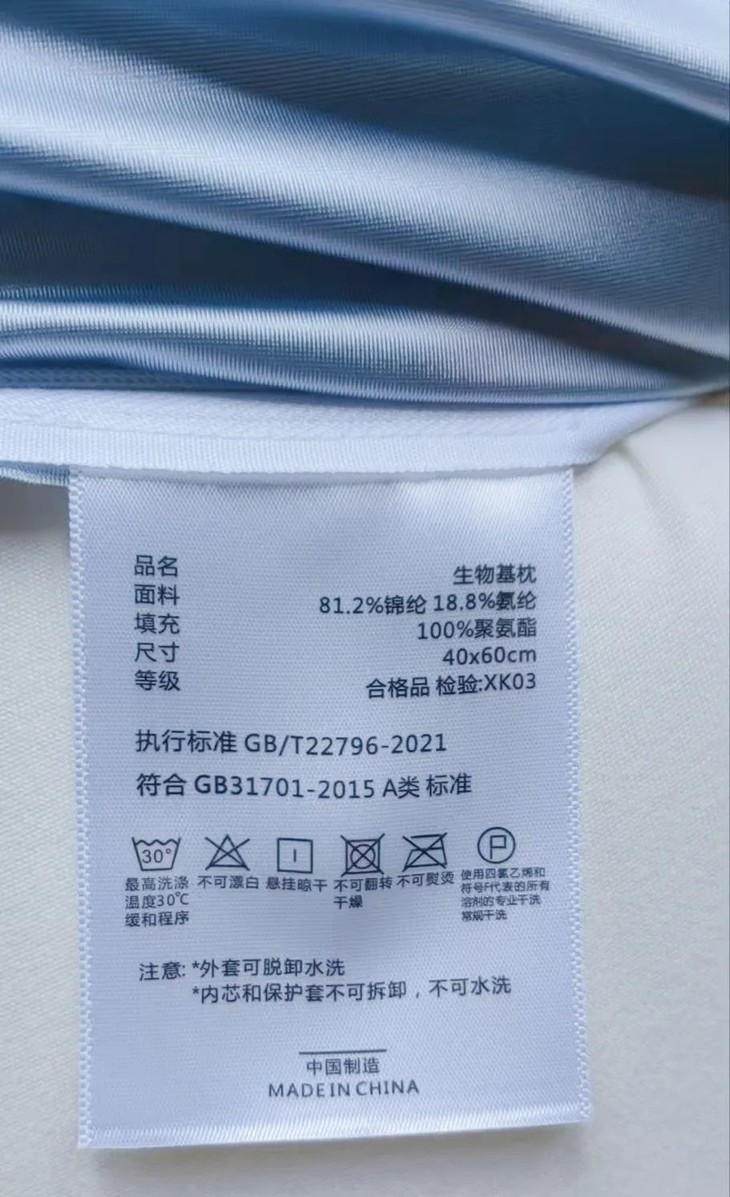 品名 生物基枕
面料 81.2%锦纶 18.8%氨纶
填充 100%聚氨酯
尺寸 40x60cm
等级 合格品 检验:XK03
执行标准 GB/T22796-2021
符合 GB31701-2015 A类 标准
30° P
最高洗涤 不可漂白 悬挂晾干 不可翻转 不可熨烫 使用四氯乙烯和
温度30℃ 干燥 符号F代表的所有
缓和程序 溶剂的专业干洗
常规干洗
注意: *外套可脱卸水洗
*内芯和保护套不可拆卸，不可水洗
中国制造
MADE IN CHINA